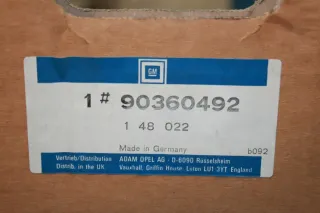 GM
1 # 90360492
1 48 022
Made in Germany
b092
Vertrieb/Distribution ADAM OPEL AG - D-6090 Rüsselsheim
Distrib. in the UK Vauxhall, Griffin House, Luton LU1 3YT England